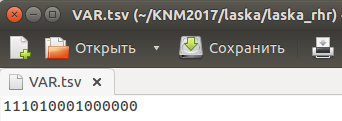 VAR.tsv (~/KNM2017/laska/laska_rhr)
Открыть Сохранить
VAR.tsv
111010001000000